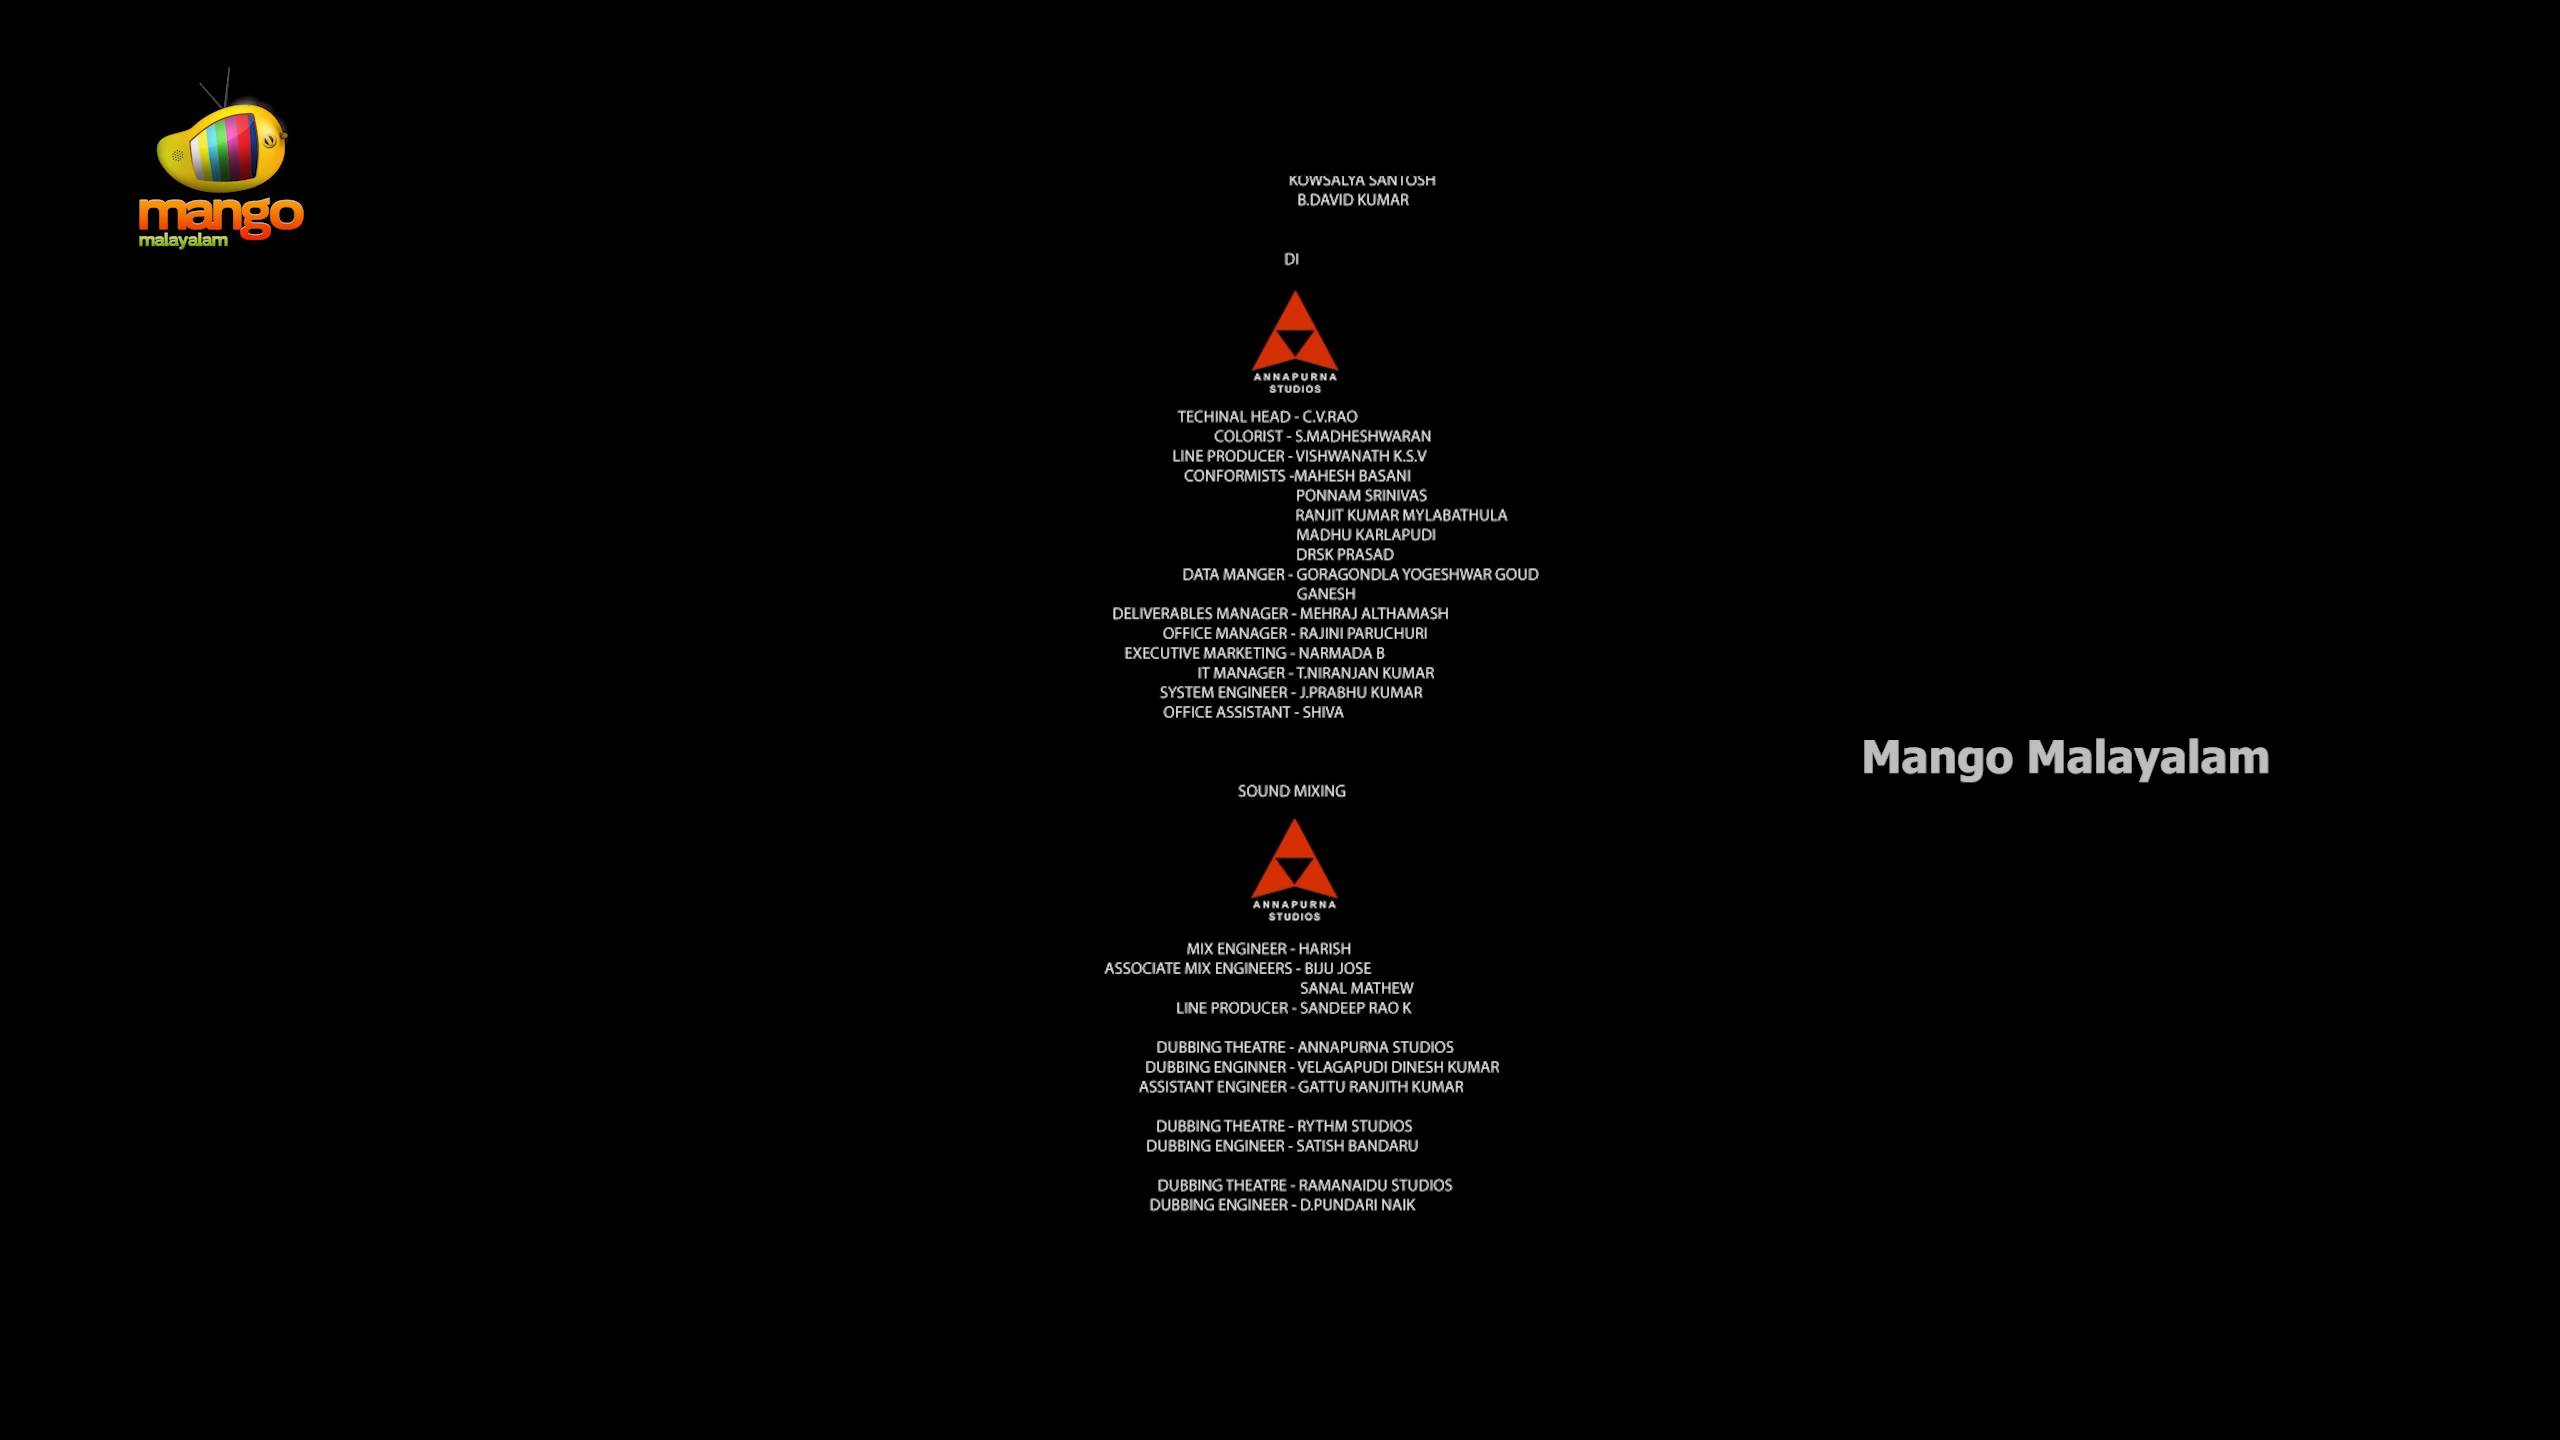 mango
malayalam
KOWSALYA SANTOSH
B.DAVID KUMAR
DI
ANNAPURNA
STUDIOS
TECHINAL HEAD - C.V.RAO
COLORIST - S.MADHESHWARAN
LINE PRODUCER - VISHWANATH K.S.V
CONFORMISTS -MAHESH BASANI
PONNAM SRINIVAS
RANJIT KUMAR MYLABATHULA
MADHU KARLAPUDI
DRSK PRASAD
DATA MANGER - GORAGONDLA YOGESHWAR GOUD
GANESH
DELIVERABLES MANAGER - MEHRAJ ALTHAMASH
OFFICE MANAGER - RAJINI PARUCHURI
EXECUTIVE MARKETING - NARMADA B
IT MANAGER - T.NIRANJAN KUMAR
SYSTEM ENGINEER - J.PRABHU KUMAR
OFFICE ASSISTANT - SHIVA
Mango Malayalam
SOUND MIXING
ANNAPURNA
STUDIOS
MIX ENGINEER - HARISH
ASSOCIATE MIX ENGINEERS - BIJU JOSE
SANAL MATHEW
LINE PRODUCER - SANDEEP RAO K
DUBBING THEATRE - ANNAPURNA STUDIOS
DUBBING ENGINNER - VELAGAPUDI DINESH KUMAR
ASSISTANT ENGINEER - GATTU RANJITH KUMAR
DUBBING THEATRE - RYTHM STUDIOS
DUBBING ENGINEER - SATISH BANDARU
DUBBING THEATRE - RAMANAIDU STUDIOS
DUBBING ENGINEER - D.PUNDARI NAIK